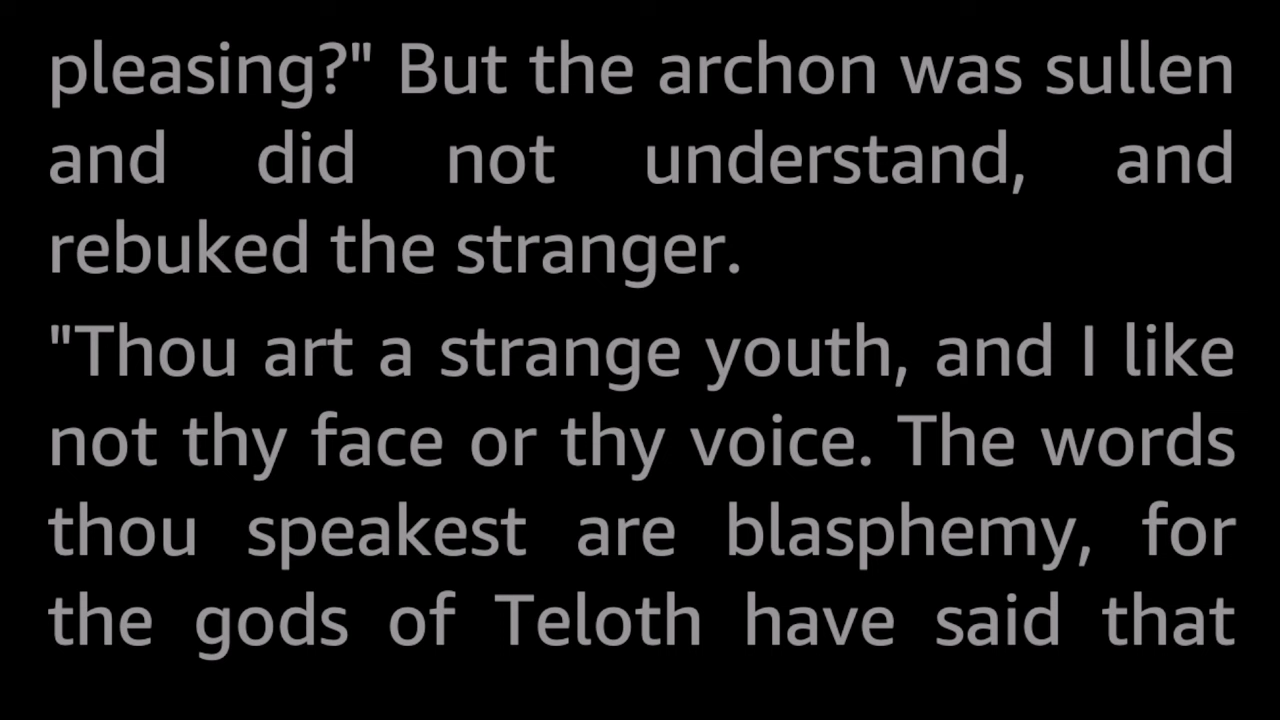 pleasing?" But the archon was sullen
and did not understand, and
rebuked the stranger.
"Thou art a strange youth, and I like
not thy face or thy voice. The words
thou speakest are blasphemy, for
the gods of Teloth have said that